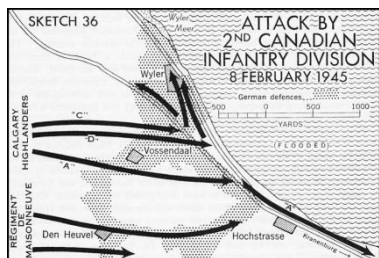 SKETCH 36
Wyler
Meer
ATTACK BY
2ND CANADIAN
INFANTRY DIVISION
8 FEBRUARY 1945
German defences
500 0 500 1000
YARDS
(FLOODED)
Wyler
CALGARY
HIGHLANDERS
"C"
"D"
Vossendaal
"A"
"A"
RÉGIMENT
DE
MAISONNEUVE
Den Heuvel
Hochstrasse
Kranenburg